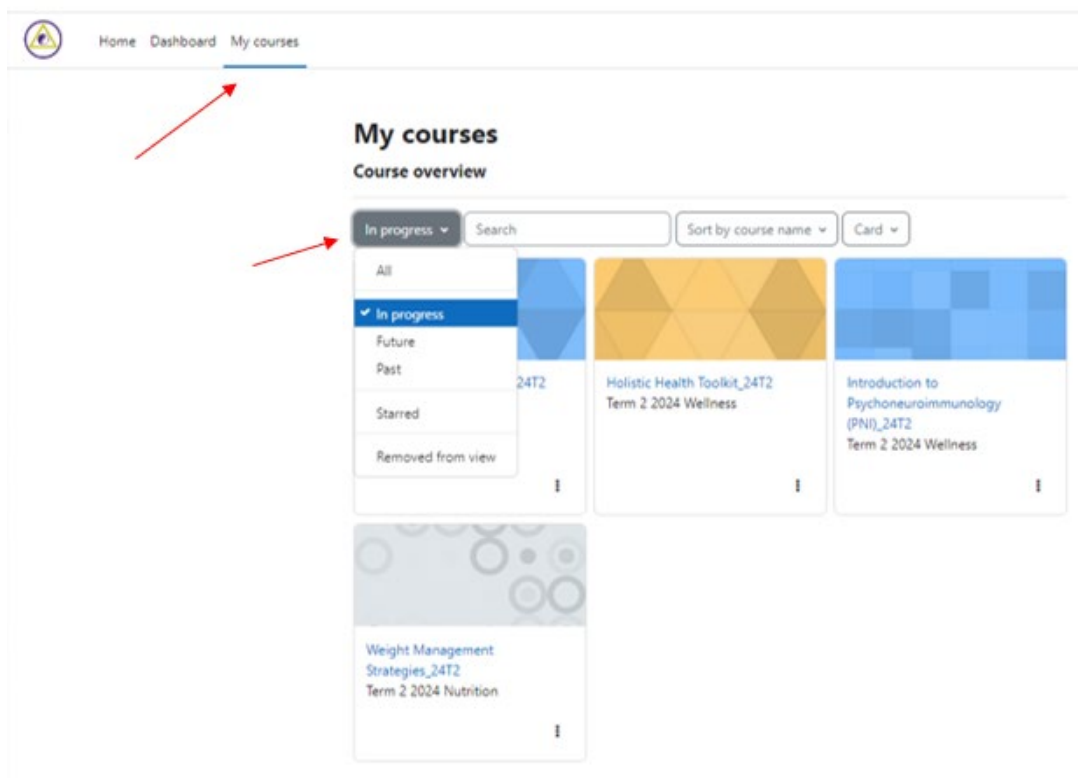 Home Dashboard My courses
My courses
Course overview
In progress Search Sort by course name Card
All
In progress
Future
Past
Starred
Removed from view
24T2
Holistic Health Toolkit_24T2
Term 2 2024 Wellness
Introduction to
Psychoneuroimmunology
(PNI)_24T2
Term 2 2024 Wellness
Weight Management
Strategies_24T2
Term 2 2024 Nutrition